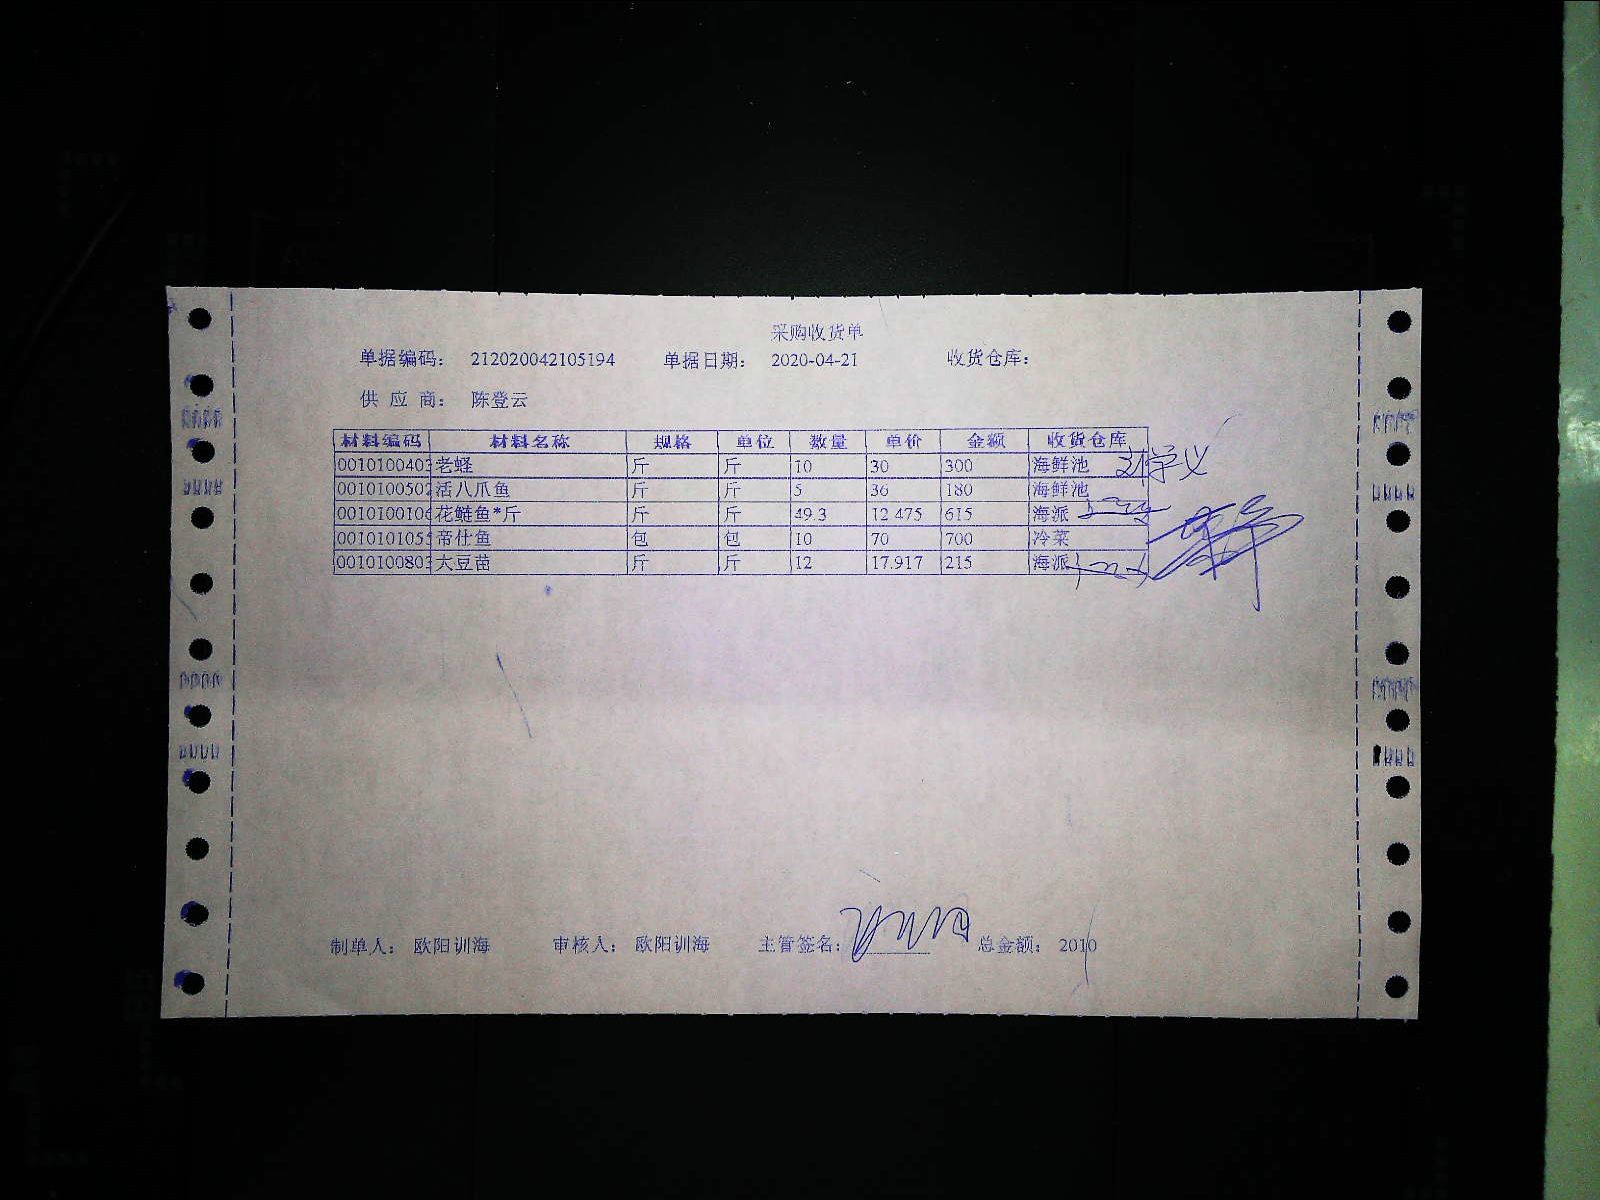 采购收货单
单据编码： 212020042105194 单据日期： 2020-04-21 收货仓库：
供 应 商： 陈登云
材料编码 材料名称 规格 单位 数量 单价 金额 收货仓库
0010100403 老蛏 斤 斤 10 30 300 海鲜池
0010100502 活八爪鱼 斤 斤 5 36 180 海鲜池
0010100106 花鲢鱼*斤 斤 斤 49.3 12.475 615 海派
0010101055 帝仕鱼 包 包 10 70 700 冷菜
0010100803 大豆苗 斤 斤 12 17.917 215 海派
制单人： 欧阳训海 审核人： 欧阳训海 主管签名： 总金额： 2010